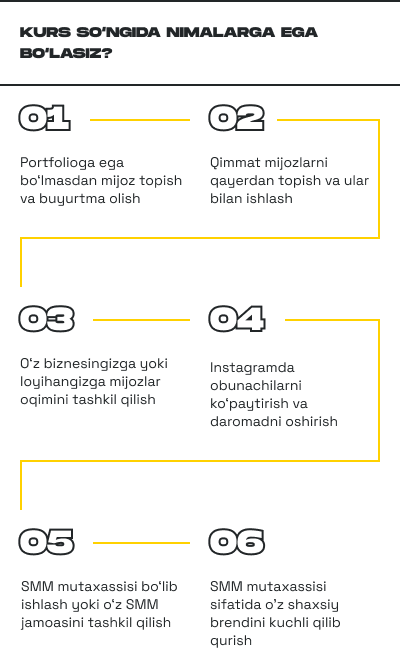 KURS SO‘NGIDA NIMALARGA EGA
BO‘LASIZ?
01
Portfolioga ega
bo‘lmasdan mijoz topish
va buyurtma olish
02
Qimmat mijozlarni
qayerdan topish va ular
bilan ishlash
03
O‘z biznesingizga yoki
loyihangizga mijozlar
oqimini tashkil qilish
04
Instagramda
obunachilarni
ko‘paytirish va
daromadni oshirish
05
SMM mutaxassisi bo‘lib
ishlash yoki o‘z SMM
jamoasini tashkil qilish
06
SMM mutaxassisi
sifatida o’z shaxsiy
brendini kuchli qilib
qurish